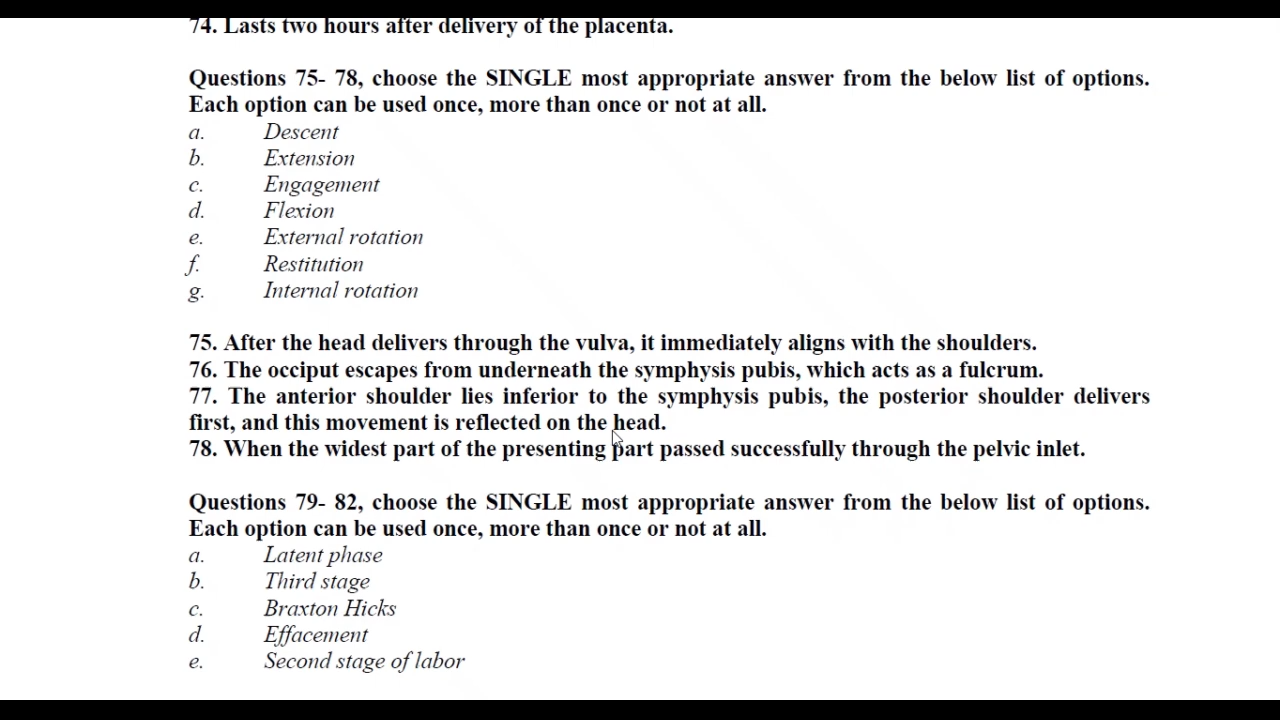 74. Lasts two hours after delivery of the placenta.
Questions 75- 78, choose the SINGLE most appropriate answer from the below list of options.
Each option can be used once, more than once or not at all.
a. Descent
b. Extension
c. Engagement
d. Flexion
e. External rotation
f. Restitution
g. Internal rotation
75. After the head delivers through the vulva, it immediately aligns with the shoulders.
76. The occiput escapes from underneath the symphysis pubis, which acts as a fulcrum.
77. The anterior shoulder lies inferior to the symphysis pubis, the posterior shoulder delivers
first, and this movement is reflected on the head.
78. When the widest part of the presenting part passed successfully through the pelvic inlet.
Questions 79- 82, choose the SINGLE most appropriate answer from the below list of options.
Each option can be used once, more than once or not at all.
a. Latent phase
b. Third stage
c. Braxton Hicks
d. Effacement
e. Second stage of labor